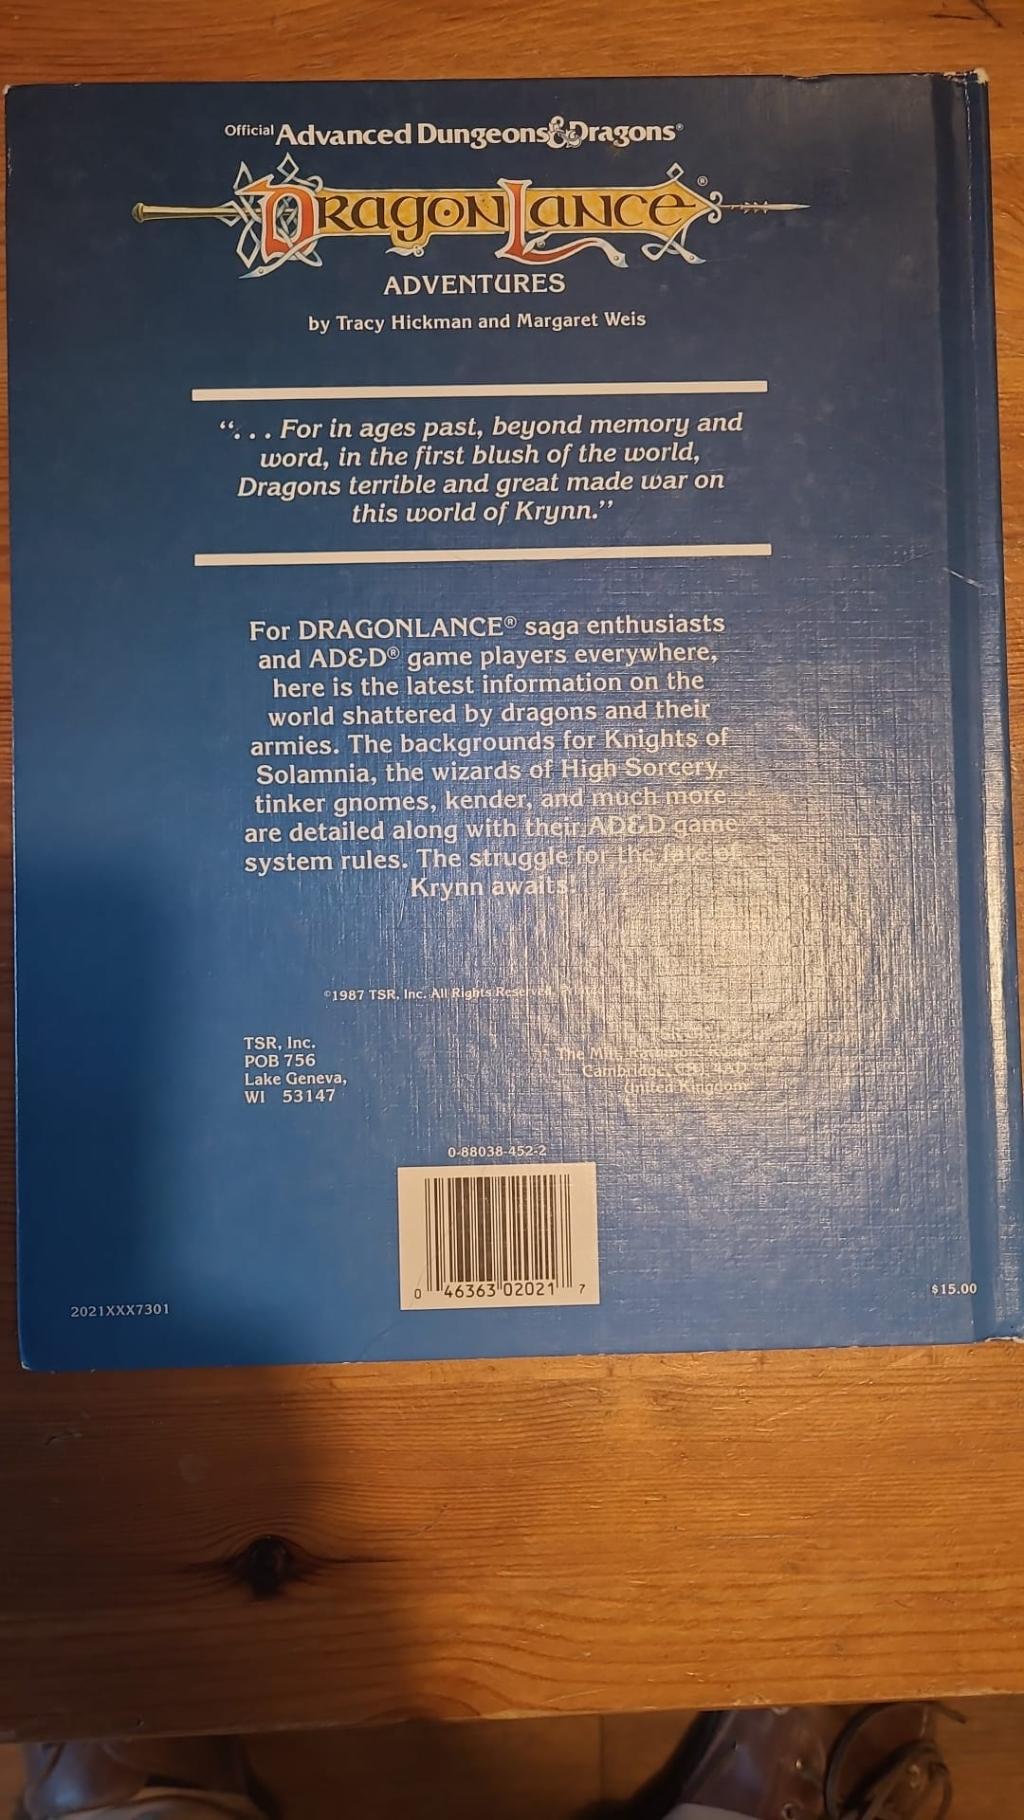 Official Advanced Dungeons & Dragons®
DRAGONLANCE®
ADVENTURES
by Tracy Hickman and Margaret Weis
“. . . For in ages past, beyond memory and
word, in the first blush of the world,
Dragons terrible and great made war on
this world of Krynn.”
For DRAGONLANCE® saga enthusiasts
and AD&D® game players everywhere,
here is the latest information on the
world shattered by dragons and their
armies. The backgrounds for Knights of
Solamnia, the wizards of High Sorcery,
tinker gnomes, kender, and much more
are detailed along with their AD&D game
system rules. The struggle for the fate of
Krynn awaits.
©1987 TSR, Inc. All Rights Reserved.
TSR, Inc.
POB 756
Lake Geneva,
WI 53147
The Mill,
Cambridge,
United Kingdom
0-88038-452-2
0 46363 02021 7
2021XXX7301
$15.00